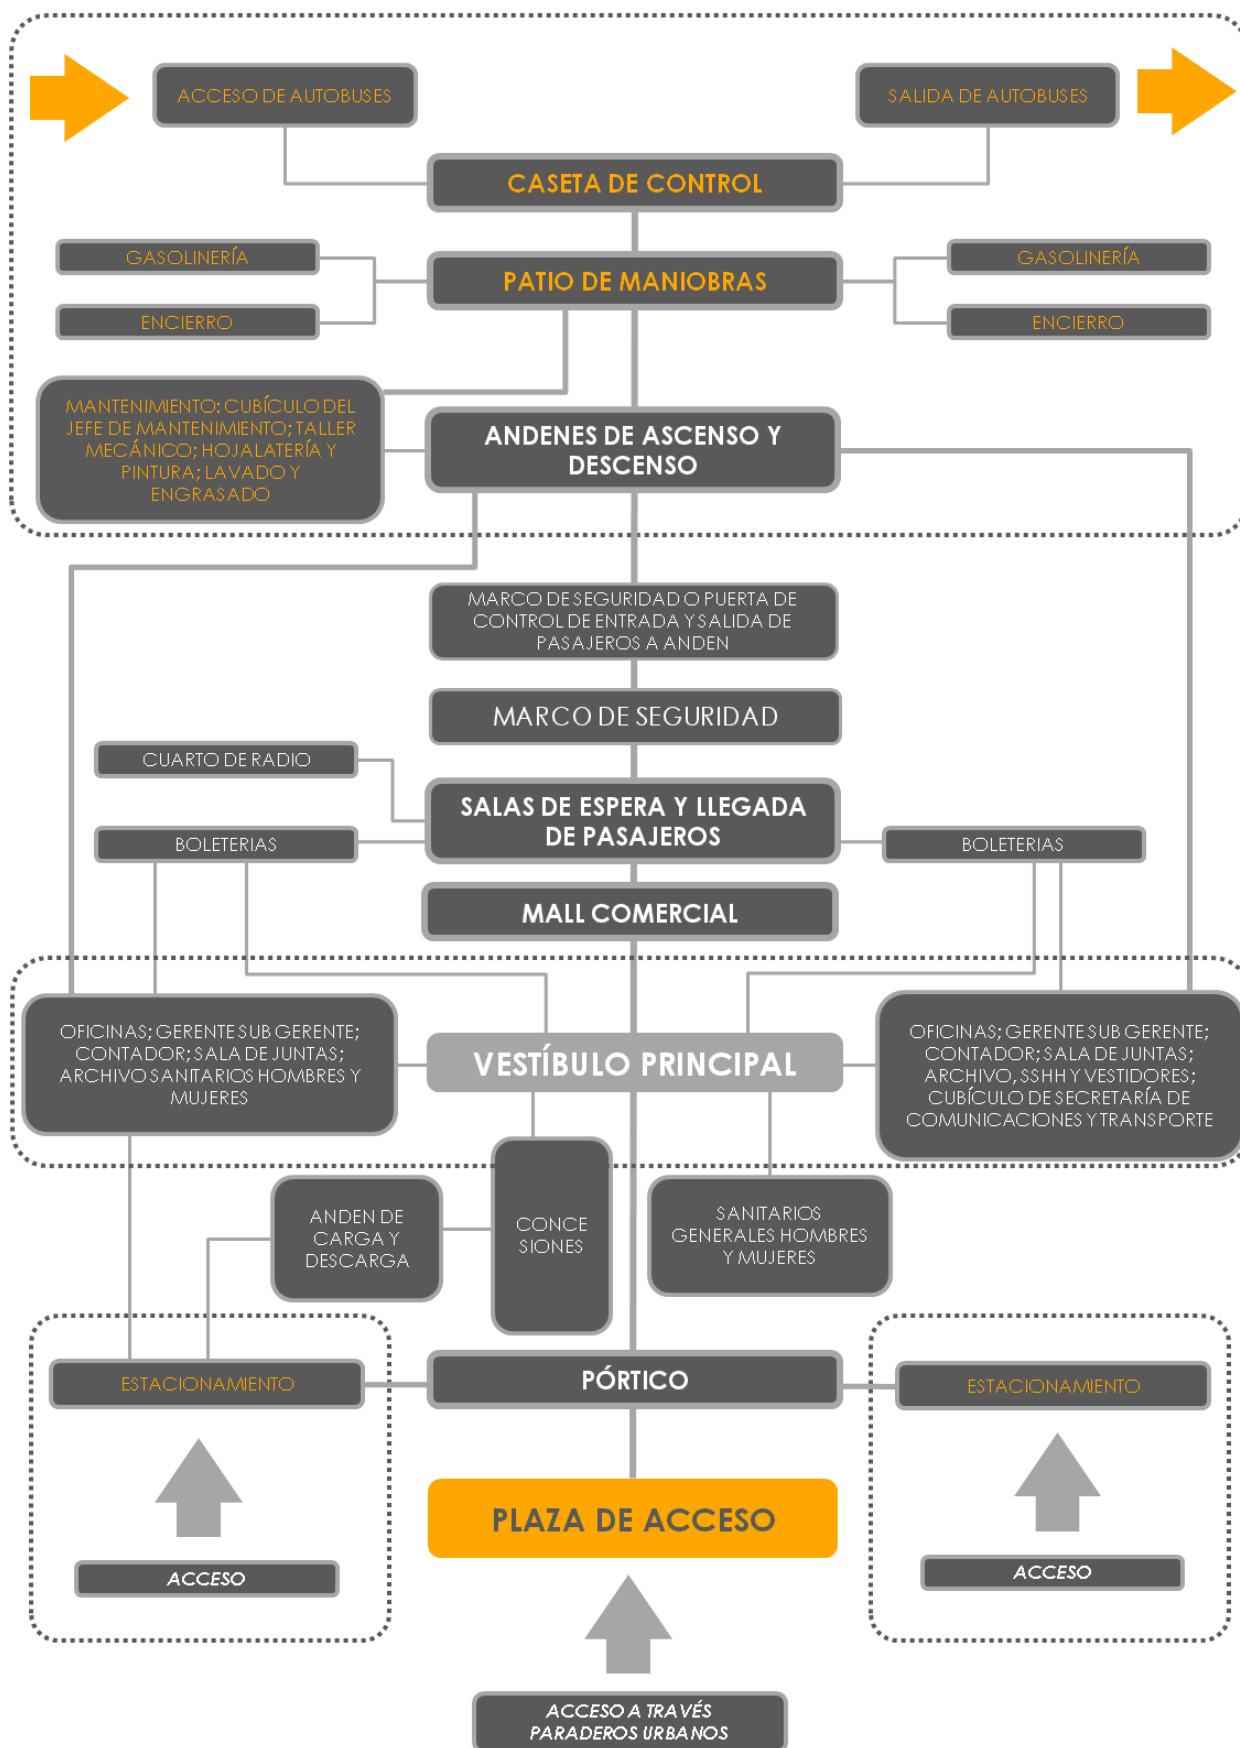 ACCESO DE AUTOBUSES
SALIDA DE AUTOBUSES
CASETA DE CONTROL
GASOLINERÍA
PATIO DE MANIOBRAS
GASOLINERÍA
ENCIERRO
ENCIERRO
MANTENIMIENTO: CUBÍCULO DEL
JEFE DE MANTENIMIENTO; TALLER
MECÁNICO; HOJALATERÍA Y
PINTURA; LAVADO Y
ENGRASADO
ANDENES DE ASCENSO Y
DESCENSO
MARCO DE SEGURIDAD O PUERTA DE
CONTROL DE ENTRADA Y SALIDA DE
PASAJEROS A ANDEN
MARCO DE SEGURIDAD
CUARTO DE RADIO
SALAS DE ESPERA Y LLEGADA
DE PASAJEROS
BOLETERIAS
BOLETERIAS
MALL COMERCIAL
OFICINAS; GERENTE SUB GERENTE;
CONTADOR; SALA DE JUNTAS;
ARCHIVO SANITARIOS HOMBRES Y
MUJERES
VESTÍBULO PRINCIPAL
OFICINAS; GERENTE SUB GERENTE;
CONTADOR; SALA DE JUNTAS;
ARCHIVO, SSHH Y VESTIDORES;
CUBÍCULO DE SECRETARÍA DE
COMUNICACIONES Y TRANSPORTE
ANDEN DE
CARGA Y
DESCARGA
CONCE
SIONES
SANITARIOS
GENERALES HOMBRES
Y MUJERES
ESTACIONAMIENTO
PÓRTICO
ESTACIONAMIENTO
PLAZA DE ACCESO
ACCESO
ACCESO
ACCESO A TRAVÉS
PARADEROS URBANOS